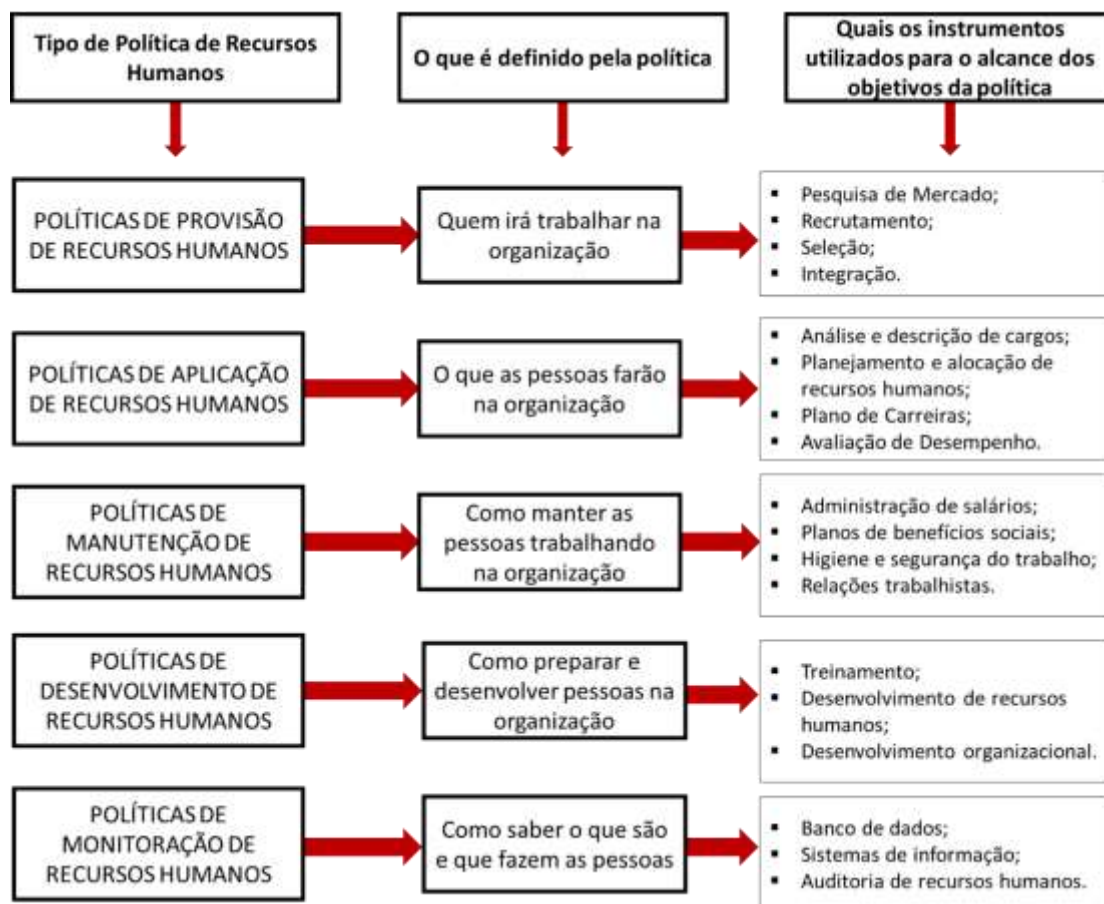 Tipo de Política de Recursos
Humanos
O que é definido pela política
Quais os instrumentos
utilizados para o alcance dos
objetivos da política
POLÍTICAS DE PROVISÃO
DE RECURSOS HUMANOS
Quem irá trabalhar na
organização
▪ Pesquisa de Mercado;
▪ Recrutamento;
▪ Seleção;
▪ Integração.
POLÍTICAS DE APLICAÇÃO
DE RECURSOS HUMANOS
O que as pessoas farão
na organização
▪ Análise e descrição de cargos;
▪ Planejamento e alocação de
recursos humanos;
▪ Plano de Carreiras;
▪ Avaliação de Desempenho.
POLÍTICAS DE
MANUTENÇÃO DE
RECURSOS HUMANOS
Como manter as
pessoas trabalhando
na organização
▪ Administração de salários;
▪ Planos de benefícios sociais;
▪ Higiene e segurança do trabalho;
▪ Relações trabalhistas.
POLÍTICAS DE
DESENVOLVIMENTO DE
RECURSOS HUMANOS
Como preparar e
desenvolver pessoas na
organização
▪ Treinamento;
▪ Desenvolvimento de recursos
humanos;
▪ Desenvolvimento organizacional.
POLÍTICAS DE
MONITORAÇÃO DE
RECURSOS HUMANOS
Como saber o que são
e que fazem as pessoas
▪ Banco de dados;
▪ Sistemas de informação;
▪ Auditoria de recursos humanos.